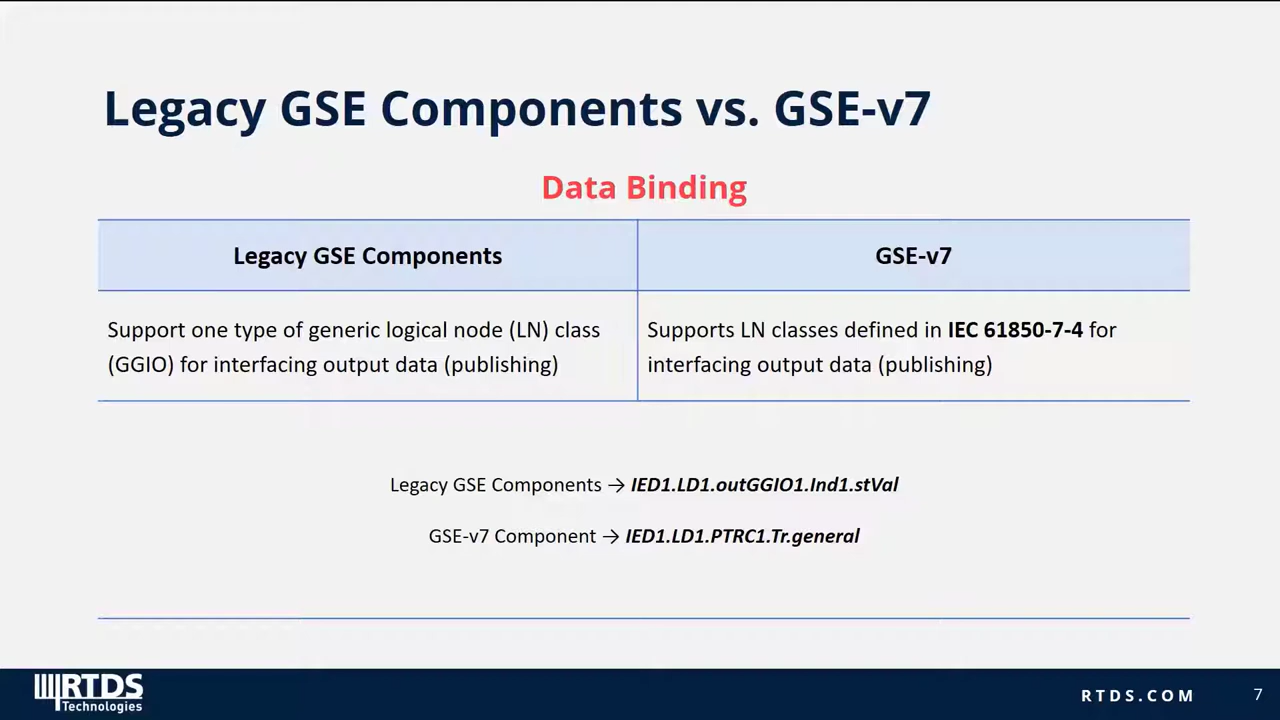 Legacy GSE Components vs. GSE-v7
Data Binding
Legacy GSE Components
GSE-v7
Support one type of generic logical node (LN) class
(GGIO) for interfacing output data (publishing)
Supports LN classes defined in IEC 61850-7-4 for
interfacing output data (publishing)
Legacy GSE Components → IED1.LD1.outGGIO1.Ind1.stVal
GSE-v7 Component → IED1.LD1.PTRC1.Tr.general
RTDS
Technologies
RTDS.COM
7